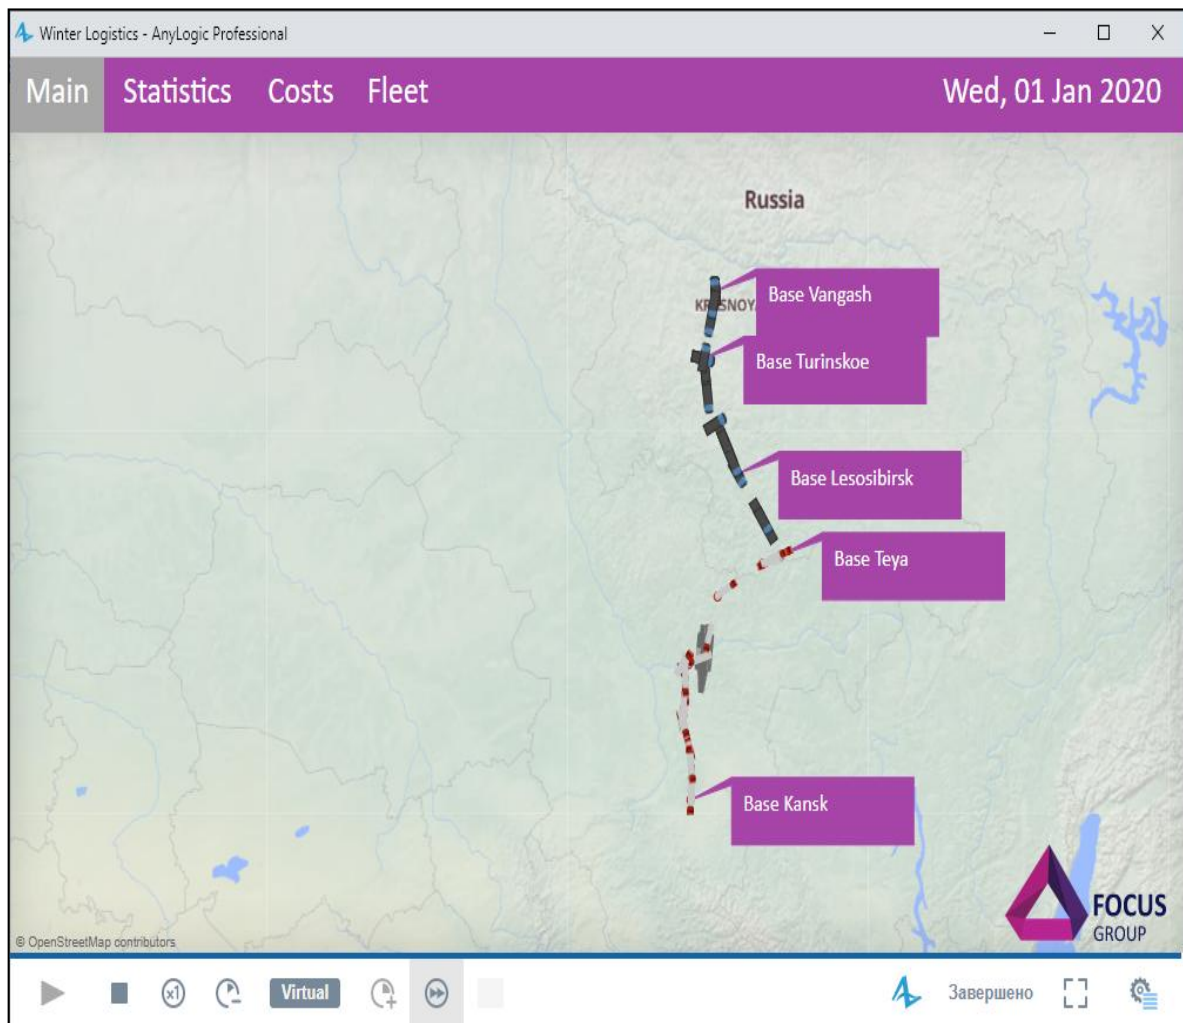 Winter Logistics - AnyLogic Professional
Main Statistics Costs Fleet Wed, 01 Jan 2020
Russia
Base Vangash
Base Turinskoe
Base Lesosibirsk
Base Teya
Base Kansk
FOCUS
GROUP
© OpenStreetMap contributors
x1 Virtual Завершено